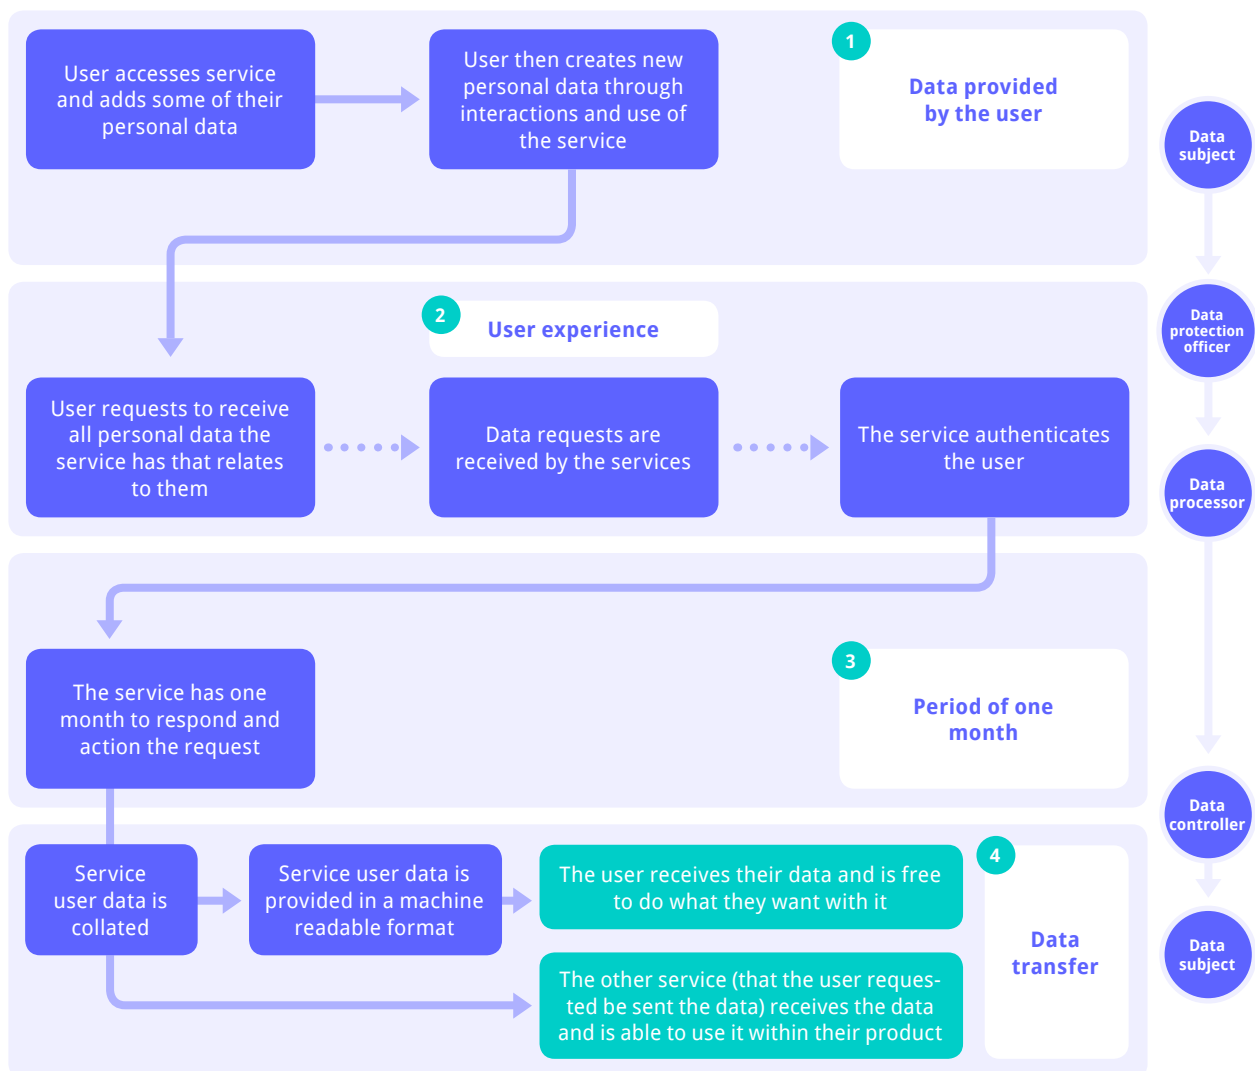 User accesses service
and adds some of their
personal data
User then creates new
personal data through
interactions and use of
the service
1
Data provided
by the user
Data
subject
2
User experience
Data
protection
officer
User requests to receive
all personal data the
service has that relates
to them
Data requests are
received by the services
The service authenticates
the user
Data
processor
The service has one
month to respond and
action the request
3
Period of one
month
Data
controller
Service
user data is
collated
Service user data is
provided in a machine
readable format
The user receives their data and is free
to do what they want with it
The other service (that the user reques-
ted be sent the data) receives the data
and is able to use it within their product
4
Data
transfer
Data
subject